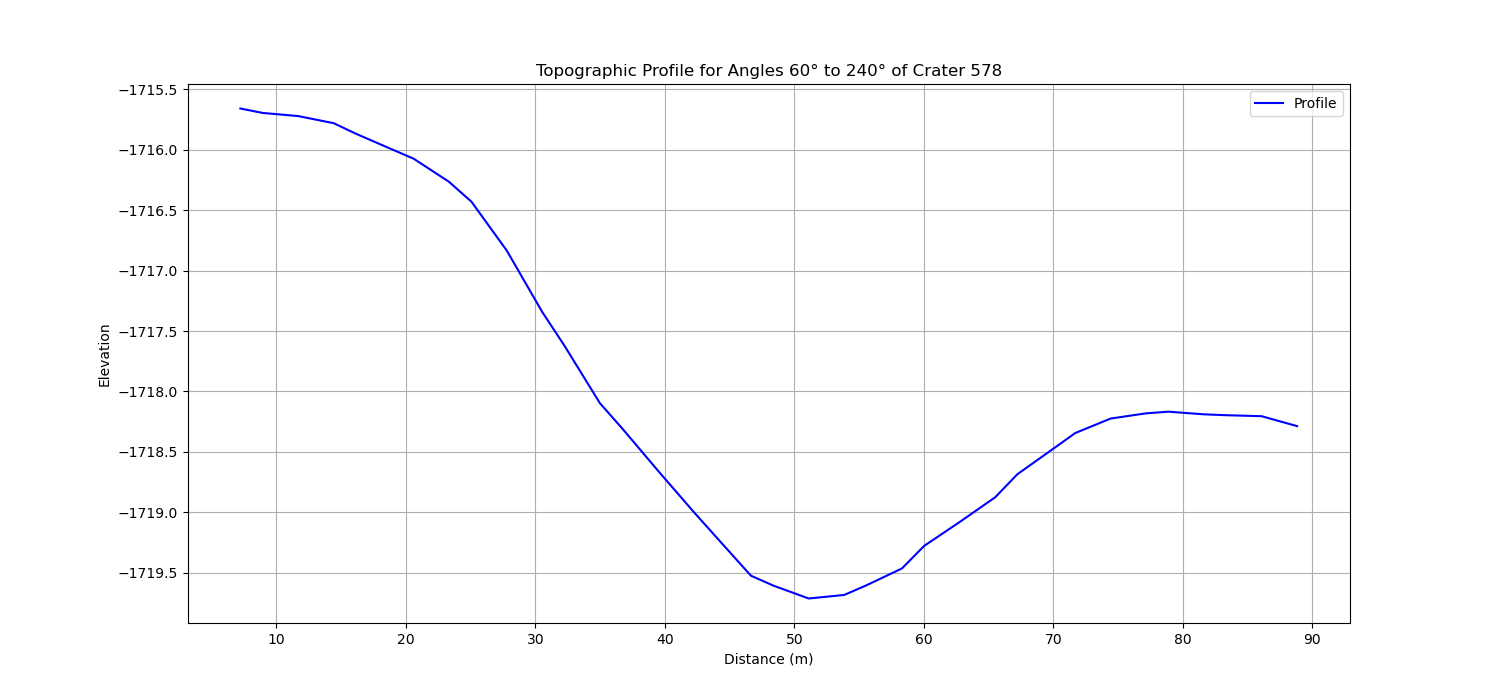 Topographic Profile for Angles 60° to 240° of Crater 578
Profile
−1715.5
−1716.0
−1716.5
−1717.0
−1717.5
−1718.0
−1718.5
−1719.0
−1719.5
Elevation
10 20 30 40 50 60 70 80 90
Distance (m)